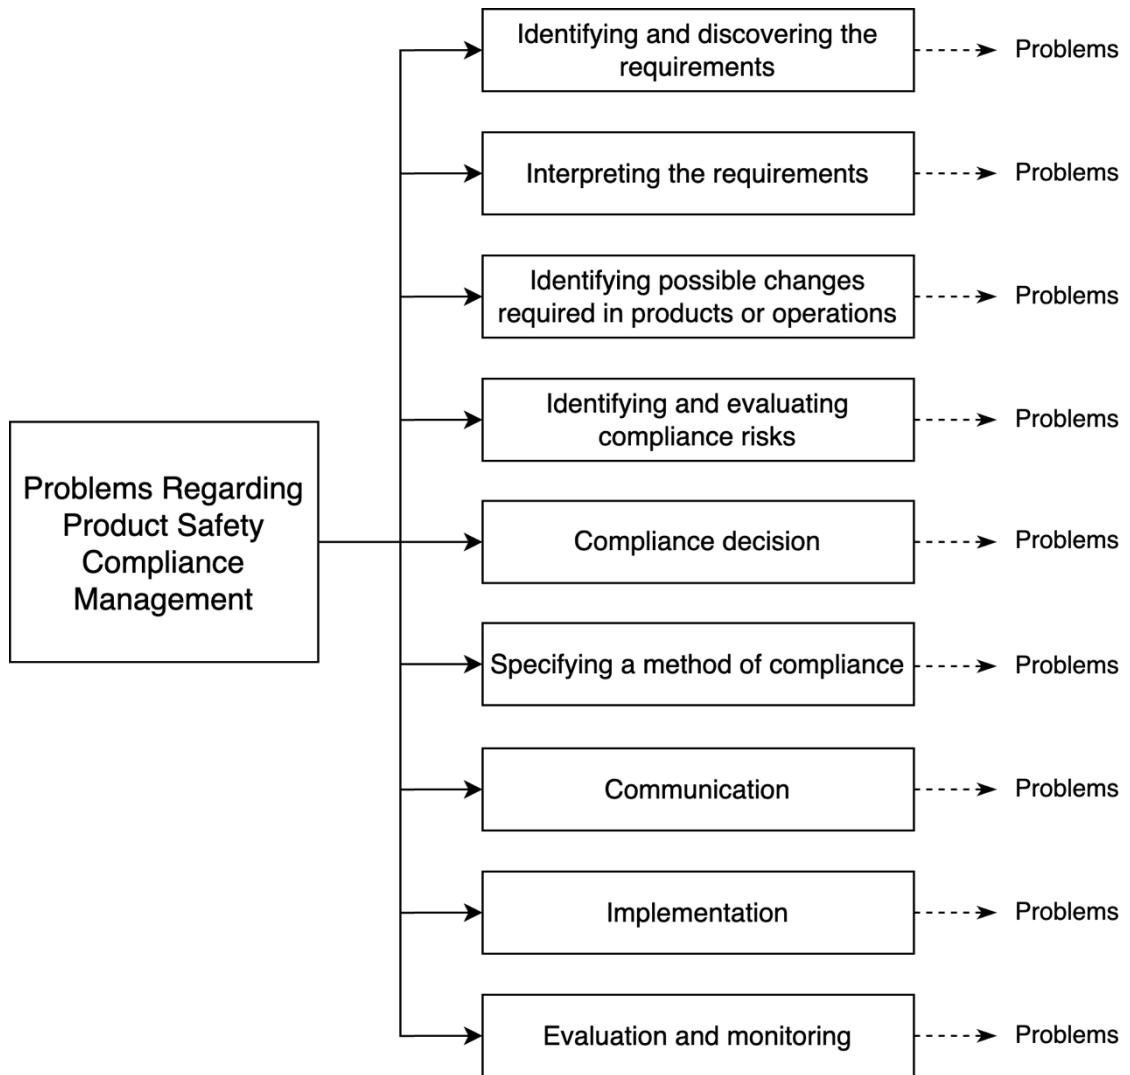 Identifying and discovering the
requirements
Problems
Interpreting the requirements
Problems
Identifying possible changes
required in products or operations
Problems
Identifying and evaluating
compliance risks
Problems
Problems Regarding
Product Safety
Compliance
Management
Compliance decision
Problems
Specifying a method of compliance
Problems
Communication
Problems
Implementation
Problems
Evaluation and monitoring
Problems